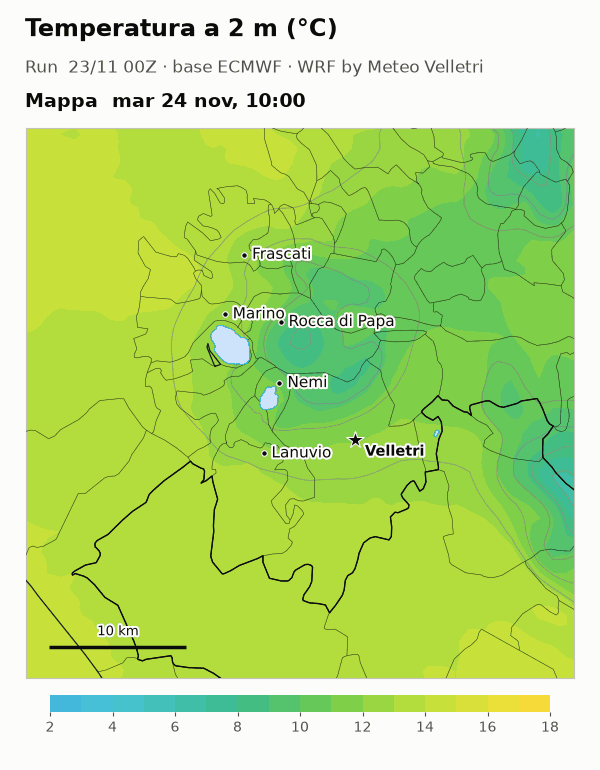 Temperatura a 2 m (°C)
Run  23/11 00Z · base ECMWF · WRF by Meteo Velletri
Mappa  mar 24 nov, 10:00
Frascati
Marino
Rocca di Papa
Nemi
Velletri
Lanuvio
10 km
2 4 6 8 10 12 14 16 18